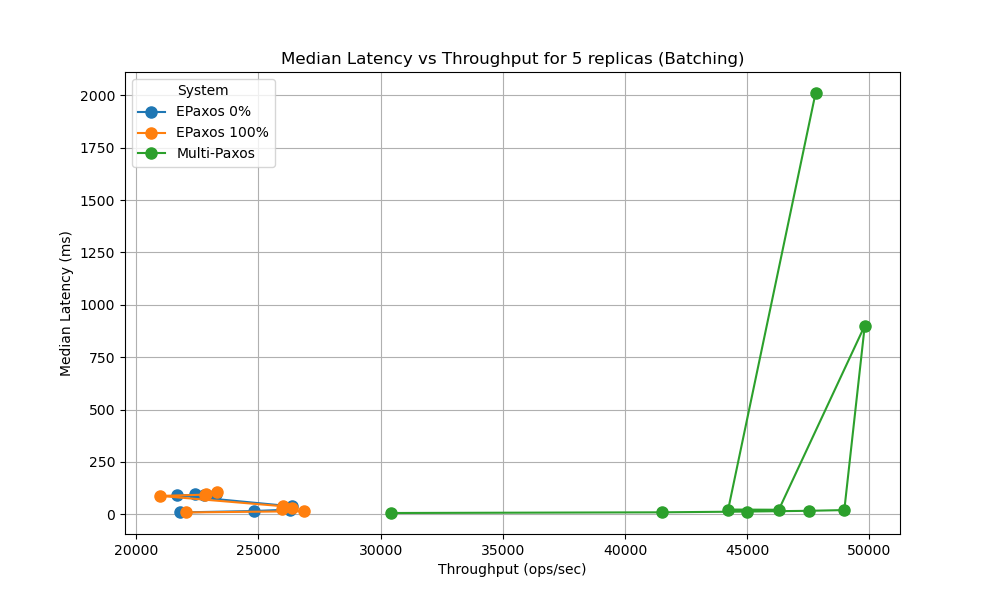 Median Latency vs Throughput for 5 replicas (Batching)
System
EPaxos 0%
EPaxos 100%
Multi-Paxos
Median Latency (ms)
2000
1750
1500
1250
1000
750
500
250
0
20000 25000 30000 35000 40000 45000 50000
Throughput (ops/sec)